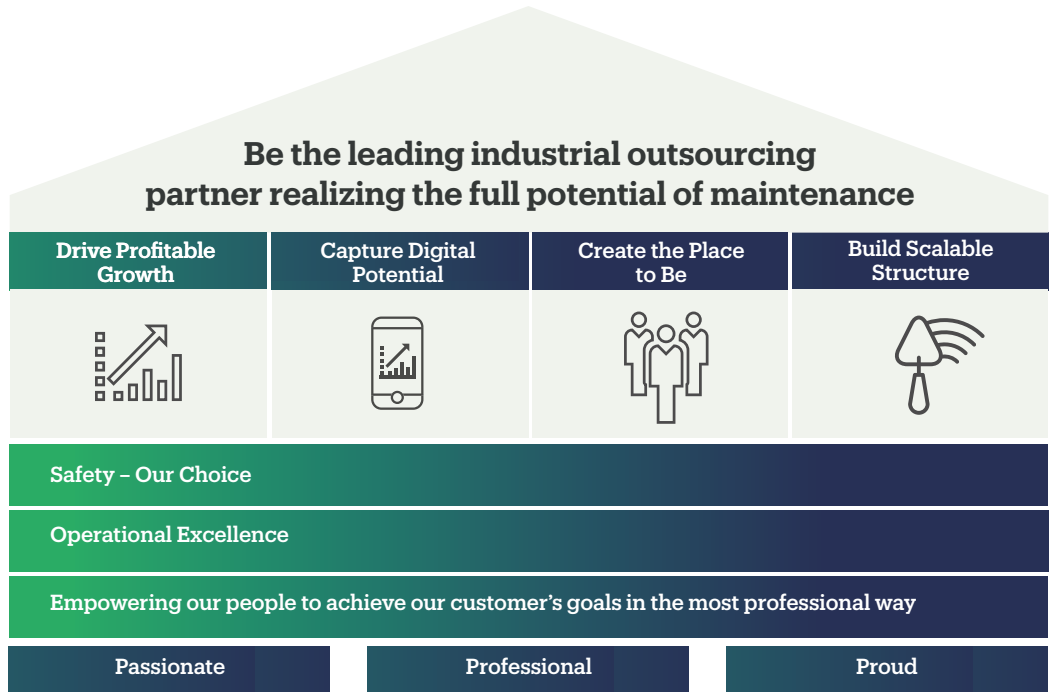 Be the leading industrial outsourcing
partner realizing the full potential of maintenance
Drive Profitable
Growth
Capture Digital
Potential
Create the Place
to Be
Build Scalable
Structure
Safety – Our Choice
Operational Excellence
Empowering our people to achieve our customer’s goals in the most professional way
Passionate
Professional
Proud